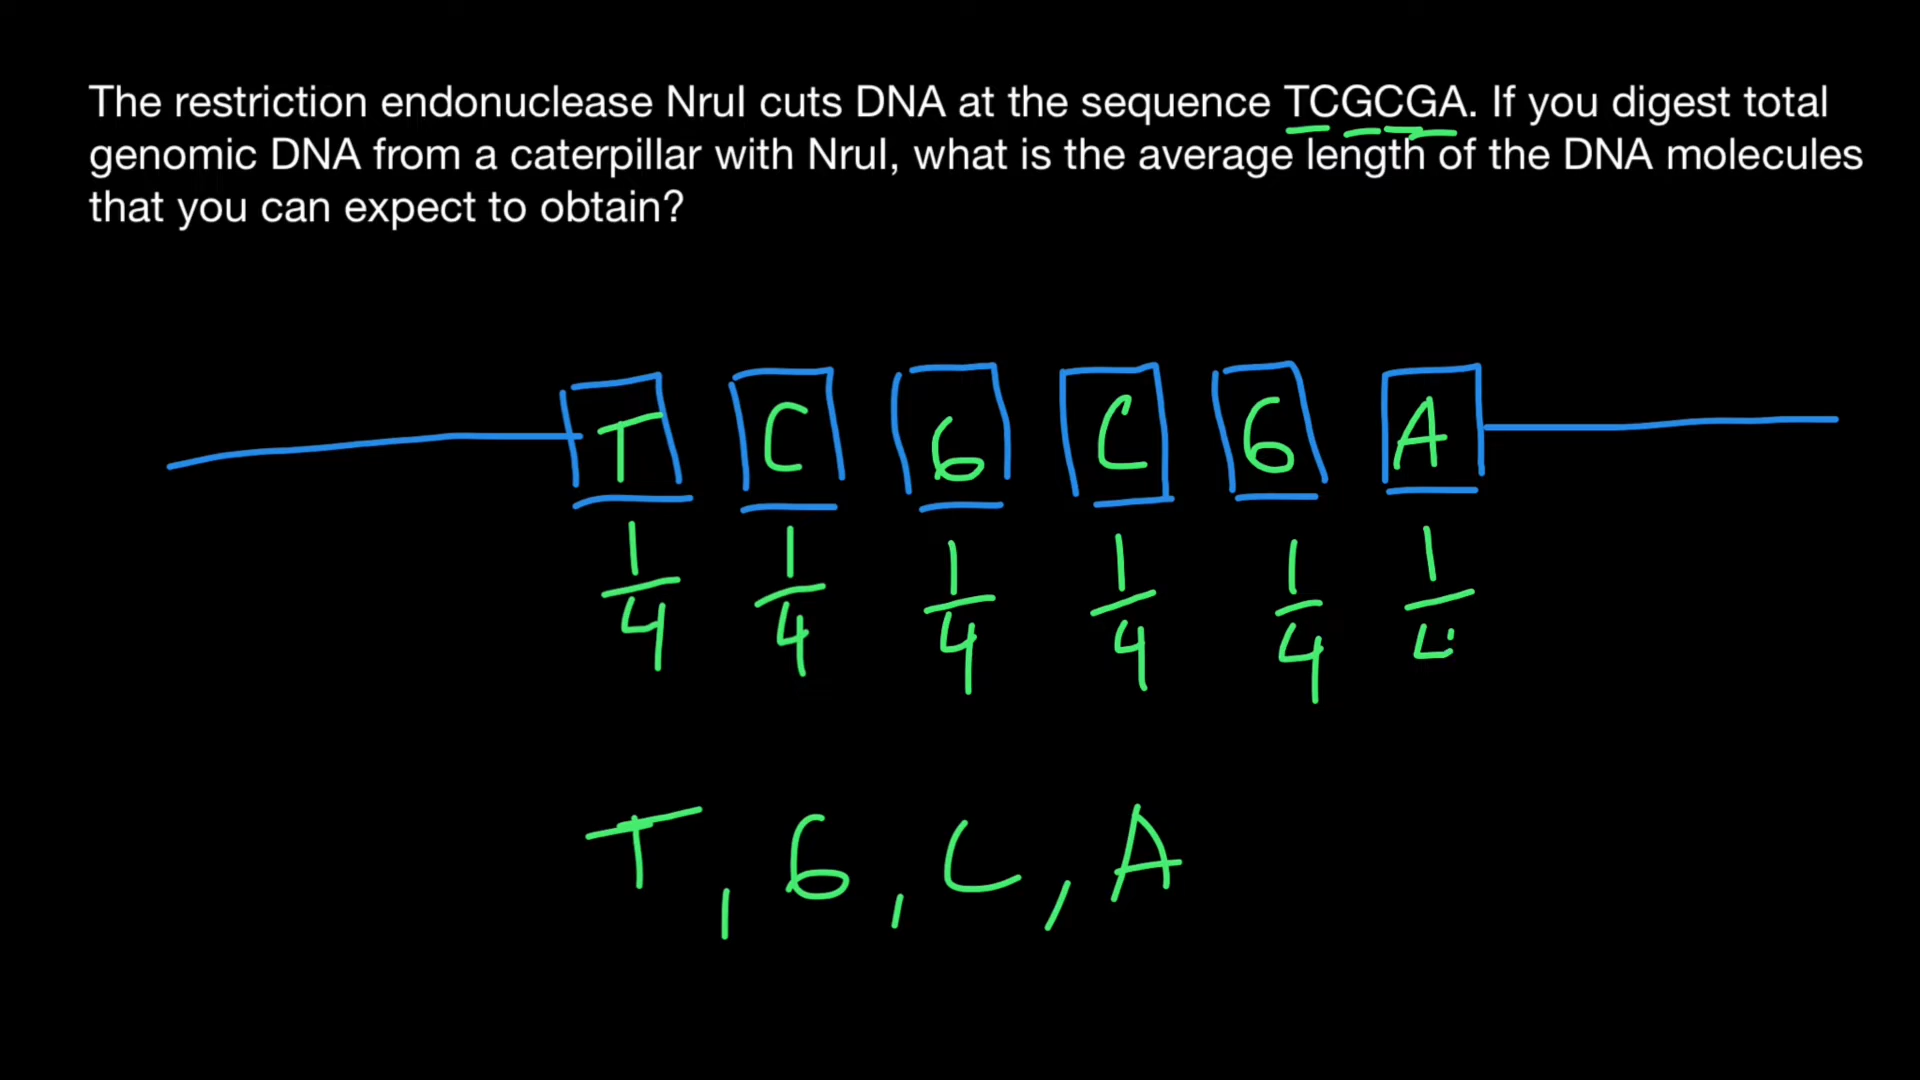 The restriction endonuclease NruI cuts DNA at the sequence TCGCGA. If you digest total
genomic DNA from a caterpillar with NruI, what is the average length of the DNA molecules
that you can expect to obtain?
T C G C G A
1/4 1/4 1/4 1/4 1/4 1/4
T, G, C, A